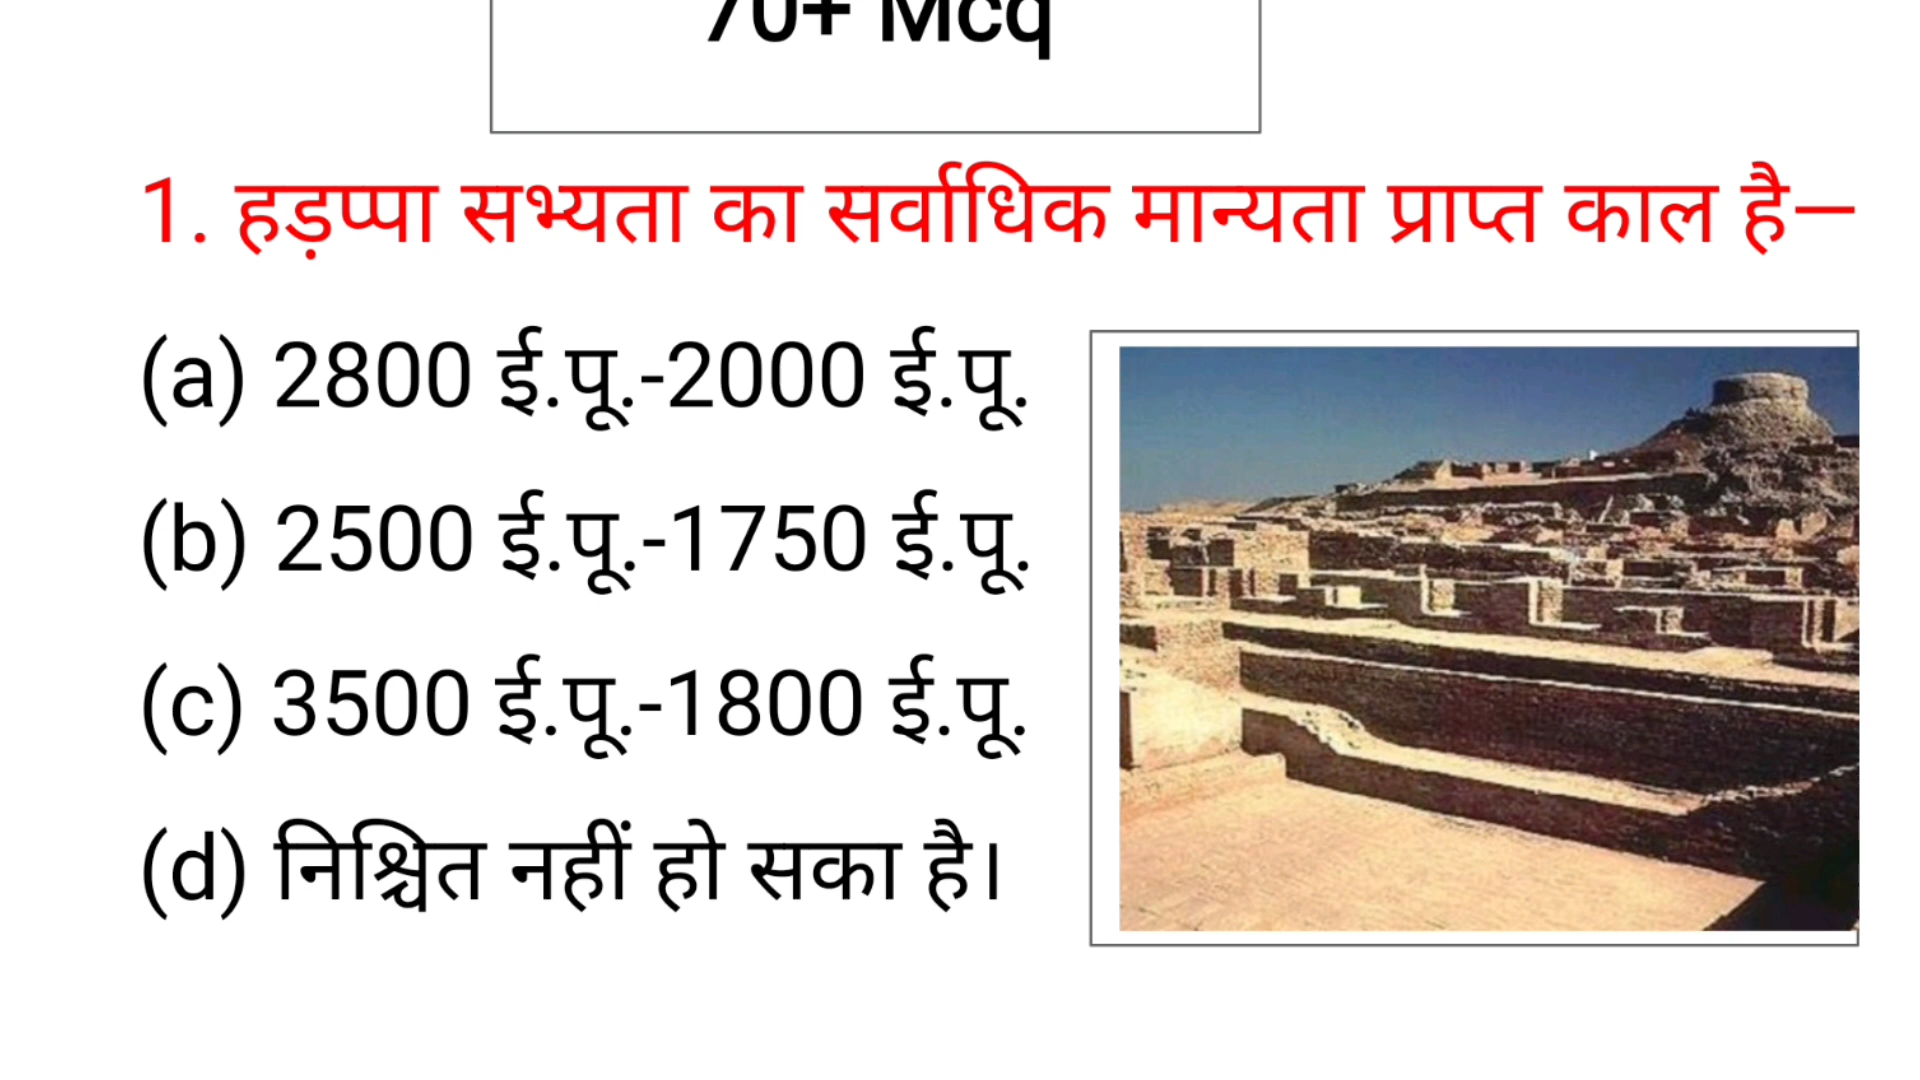 70+ Mcq
1. हड़प्पा सभ्यता का सर्वाधिक मान्यता प्राप्त काल है—
(a) 2800 ई.पू.-2000 ई.पू.
(b) 2500 ई.पू.-1750 ई.पू.
(c) 3500 ई.पू.-1800 ई.पू.
(d) निश्चित नहीं हो सका है।